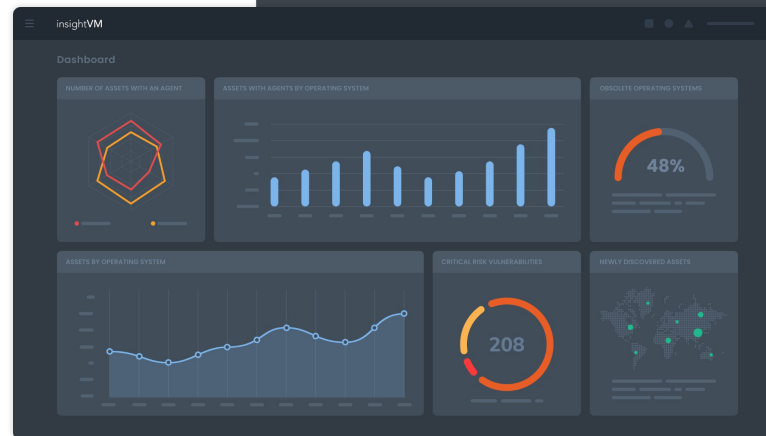 insightVM
Dashboard
NUMBER OF ASSETS WITH AN AGENT
ASSETS WITH AGENTS BY OPERATING SYSTEM
OBSOLETE OPERATING SYSTEMS
48%
ASSETS BY OPERATING SYSTEM
CRITICAL RISK VULNERABILITIES
NEWLY DISCOVERED ASSETS
208